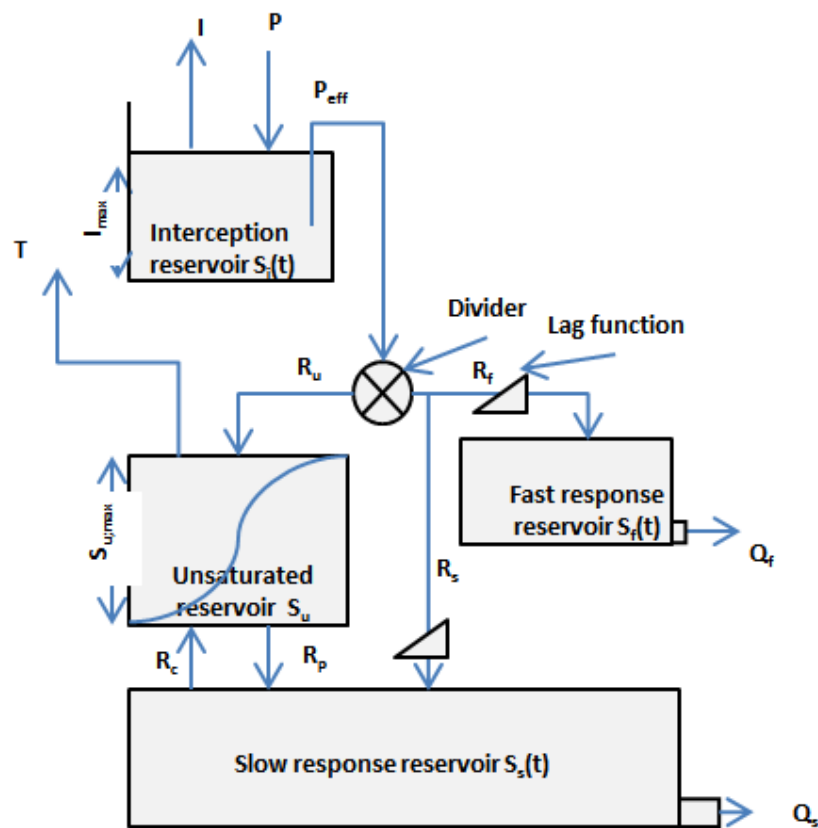 I
P
P_eff
I_max
Interception
reservoir S_i(t)
T
Divider
Lag function
R_u
R_f
S_u;max
Fast response
reservoir S_f(t)
Q_f
Unsaturated
reservoir S_u
R_s
R_c
R_p
Slow response reservoir S_s(t)
Q_s